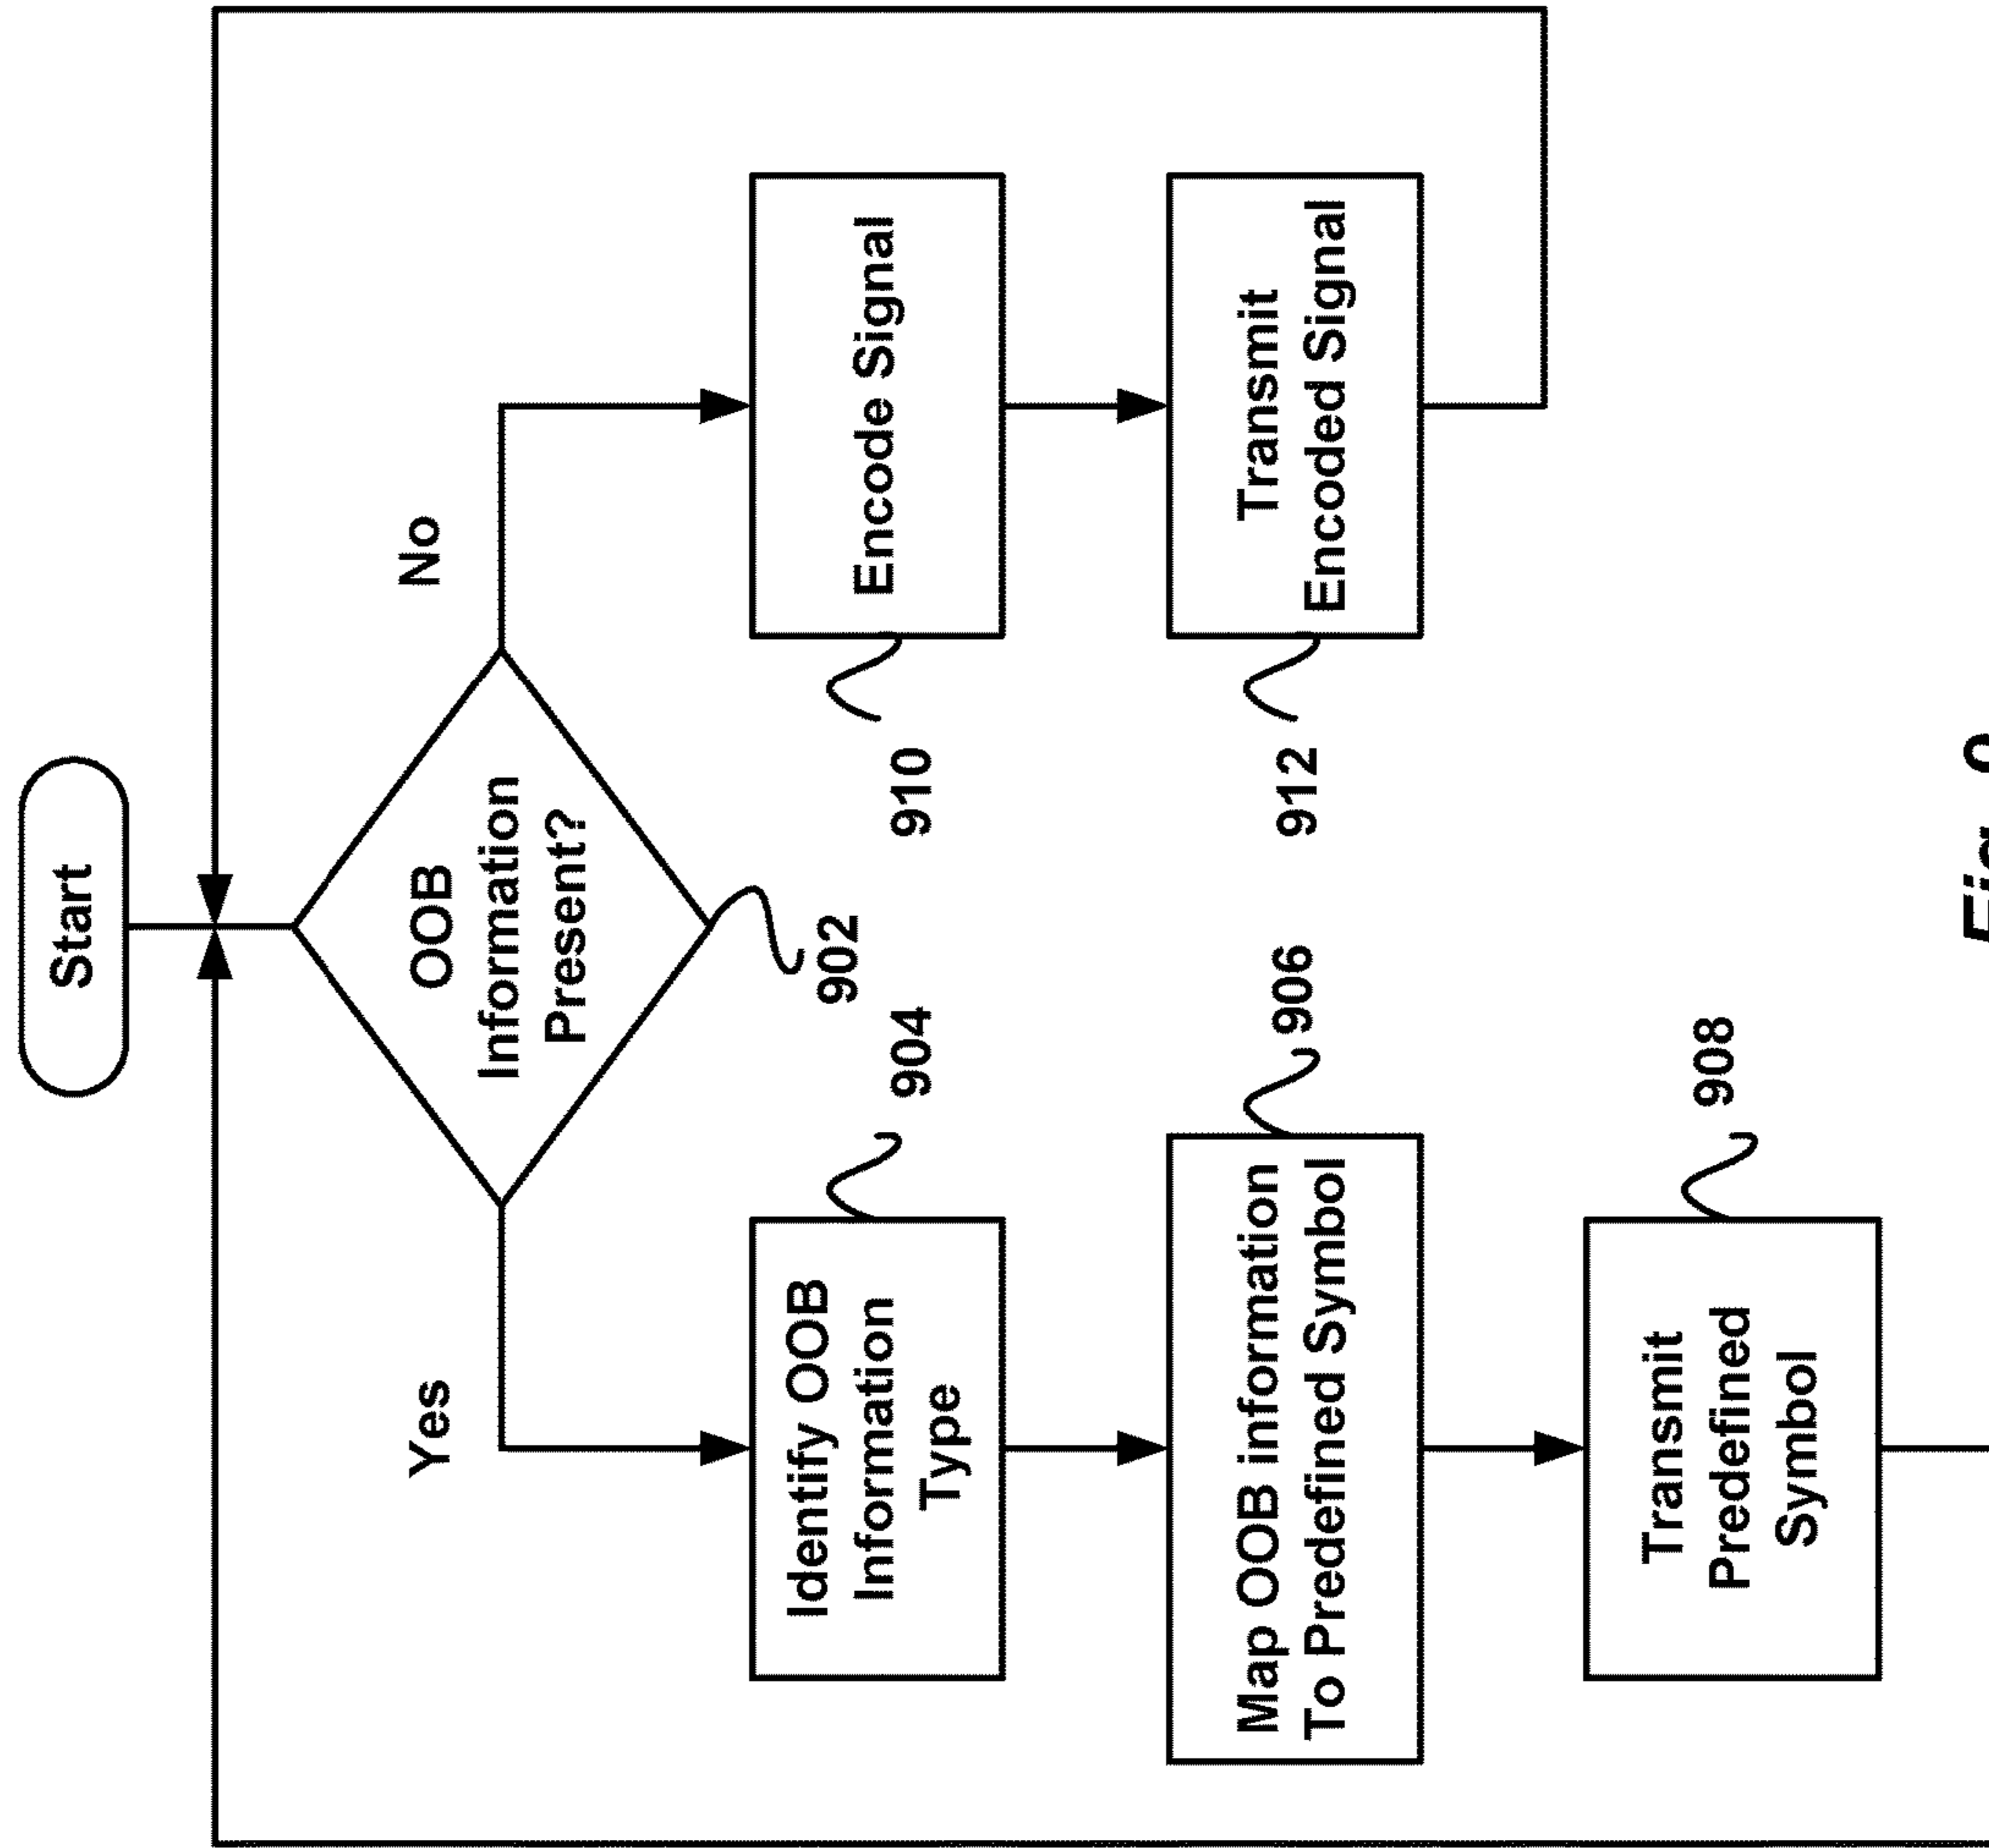 Start
OOB
Information
Present?
902
Yes
No
Identify OOB
Information
Type
904
Encode Signal
910
Map OOB information
To Predefined Symbol
906
Transmit
Encoded Signal
912
Transmit
Predefined
Symbol
908
Fig.